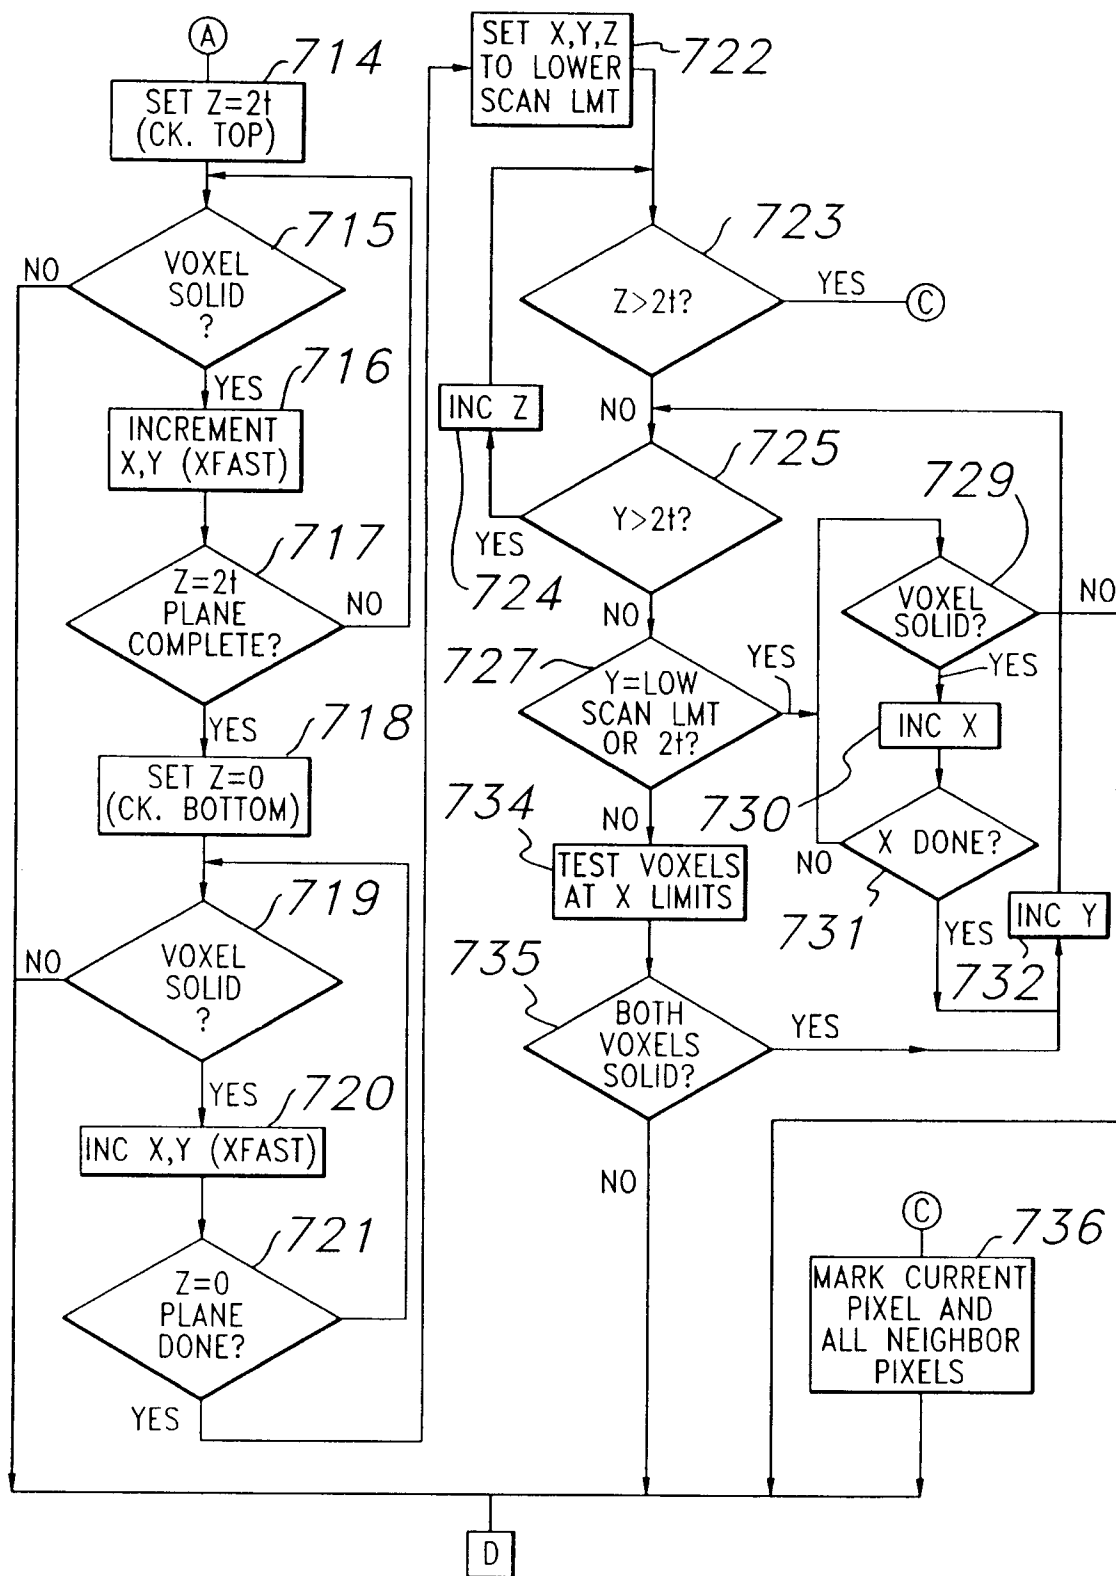 A
714
SET Z=2t
(CK. TOP)
715
VOXEL
SOLID
?
NO
YES
716
INCREMENT
X,Y (XFAST)
717
Z=2t
PLANE
COMPLETE?
NO
YES
718
SET Z=0
(CK. BOTTOM)
719
VOXEL
SOLID
?
NO
YES
720
INC X,Y (XFAST)
721
Z=0
PLANE
DONE?
YES
SET X,Y,Z
TO LOWER
SCAN LMT
722
723
Z>2t?
YES
C
NO
INC Z
724
725
Y>2t?
YES
NO
727
Y=LOW
SCAN LMT
OR 2t?
YES
NO
729
VOXEL
SOLID?
NO
YES
INC X
730
X DONE?
NO
731
YES
INC Y
732
734
TEST VOXELS
AT X LIMITS
735
BOTH
VOXELS
SOLID?
YES
NO
C
736
MARK CURRENT
PIXEL AND
ALL NEIGHBOR
PIXELS
D